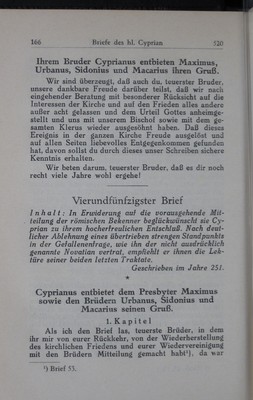 166 Briefe des hl. Cyprian 520
Ihrem Bruder Cyprianus entbieten Maximus,
Urbanus, Sidonius und Macarius ihren Gruß.
Wir sind überzeugt, daß auch du, teuerster Bruder,
unsere dankbare Freude darüber teilst, daß wir nach
eingehender Beratung mit besonderer Rücksicht auf die
Interessen der Kirche und auf den Frieden alles andere
außer acht gelassen und dem Urteil Gottes anheimge-
stellt und uns mit unserem Bischof sowie mit dem ge-
samten Klerus wieder ausgesöhnt haben. Daß dieses
Ereignis in der ganzen Kirche Freude ausgelöst und
auf allen Seiten liebevolles Entgegenkommen gefunden
hat, davon sollst du durch dieses unser Schreiben sichere
Kenntnis erhalten.
Wir beten darum, teuerster Bruder, daß es dir noch
recht viele Jahre wohl ergehe!
Vierundfünfzigster Brief
Inhalt: In Erwiderung auf die vorausgehende Mit-
teilung der römischen Bekenner beglückwünscht sie Cy-
prian zu ihrem hocherfreulichen Entschluß. Nach deut-
licher Ablehnung eines übertrieben strengen Standpunkts
in der Gefallenenfrage, wie ihn der nicht ausdrücklich
genannte Novatian vertrat, empfiehlt er ihnen die Lek-
türe seiner beiden letzten Traktate.
Geschrieben im Jahre 251.
*
Cyprianus entbietet dem Presbyter Maximus
sowie den Brüdern Urbanus, Sidonius und
Macarius seinen Gruß.
1. Kapitel
Als ich den Brief las, teuerste Brüder, in dem
ihr mir von eurer Rückkehr, von der Wiederherstellung
des kirchlichen Friedens und eurer Wiedervereinigung
mit den Brüdern Mitteilung gemacht habt¹), da war
¹) Brief 53.